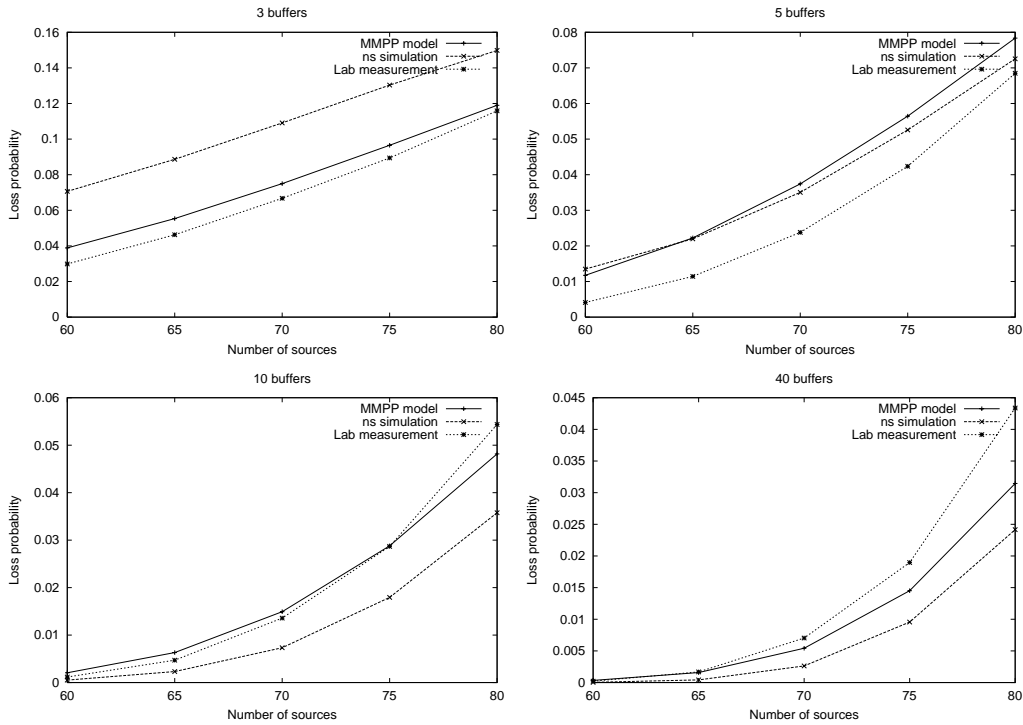 3 buffers
0.16
0.14
0.12
0.1
0.08
0.06
0.04
0.02
0
60
65
70
75
80
Loss probability
Number of sources
MMPP model
ns simulation
Lab measurement
5 buffers
0.08
0.07
0.06
0.05
0.04
0.03
0.02
0.01
0
60
65
70
75
80
Loss probability
Number of sources
MMPP model
ns simulation
Lab measurement
10 buffers
0.06
0.05
0.04
0.03
0.02
0.01
0
60
65
70
75
80
Loss probability
Number of sources
MMPP model
ns simulation
Lab measurement
40 buffers
0.045
0.04
0.035
0.03
0.025
0.02
0.015
0.01
0.005
0
60
65
70
75
80
Loss probability
Number of sources
MMPP model
ns simulation
Lab measurement